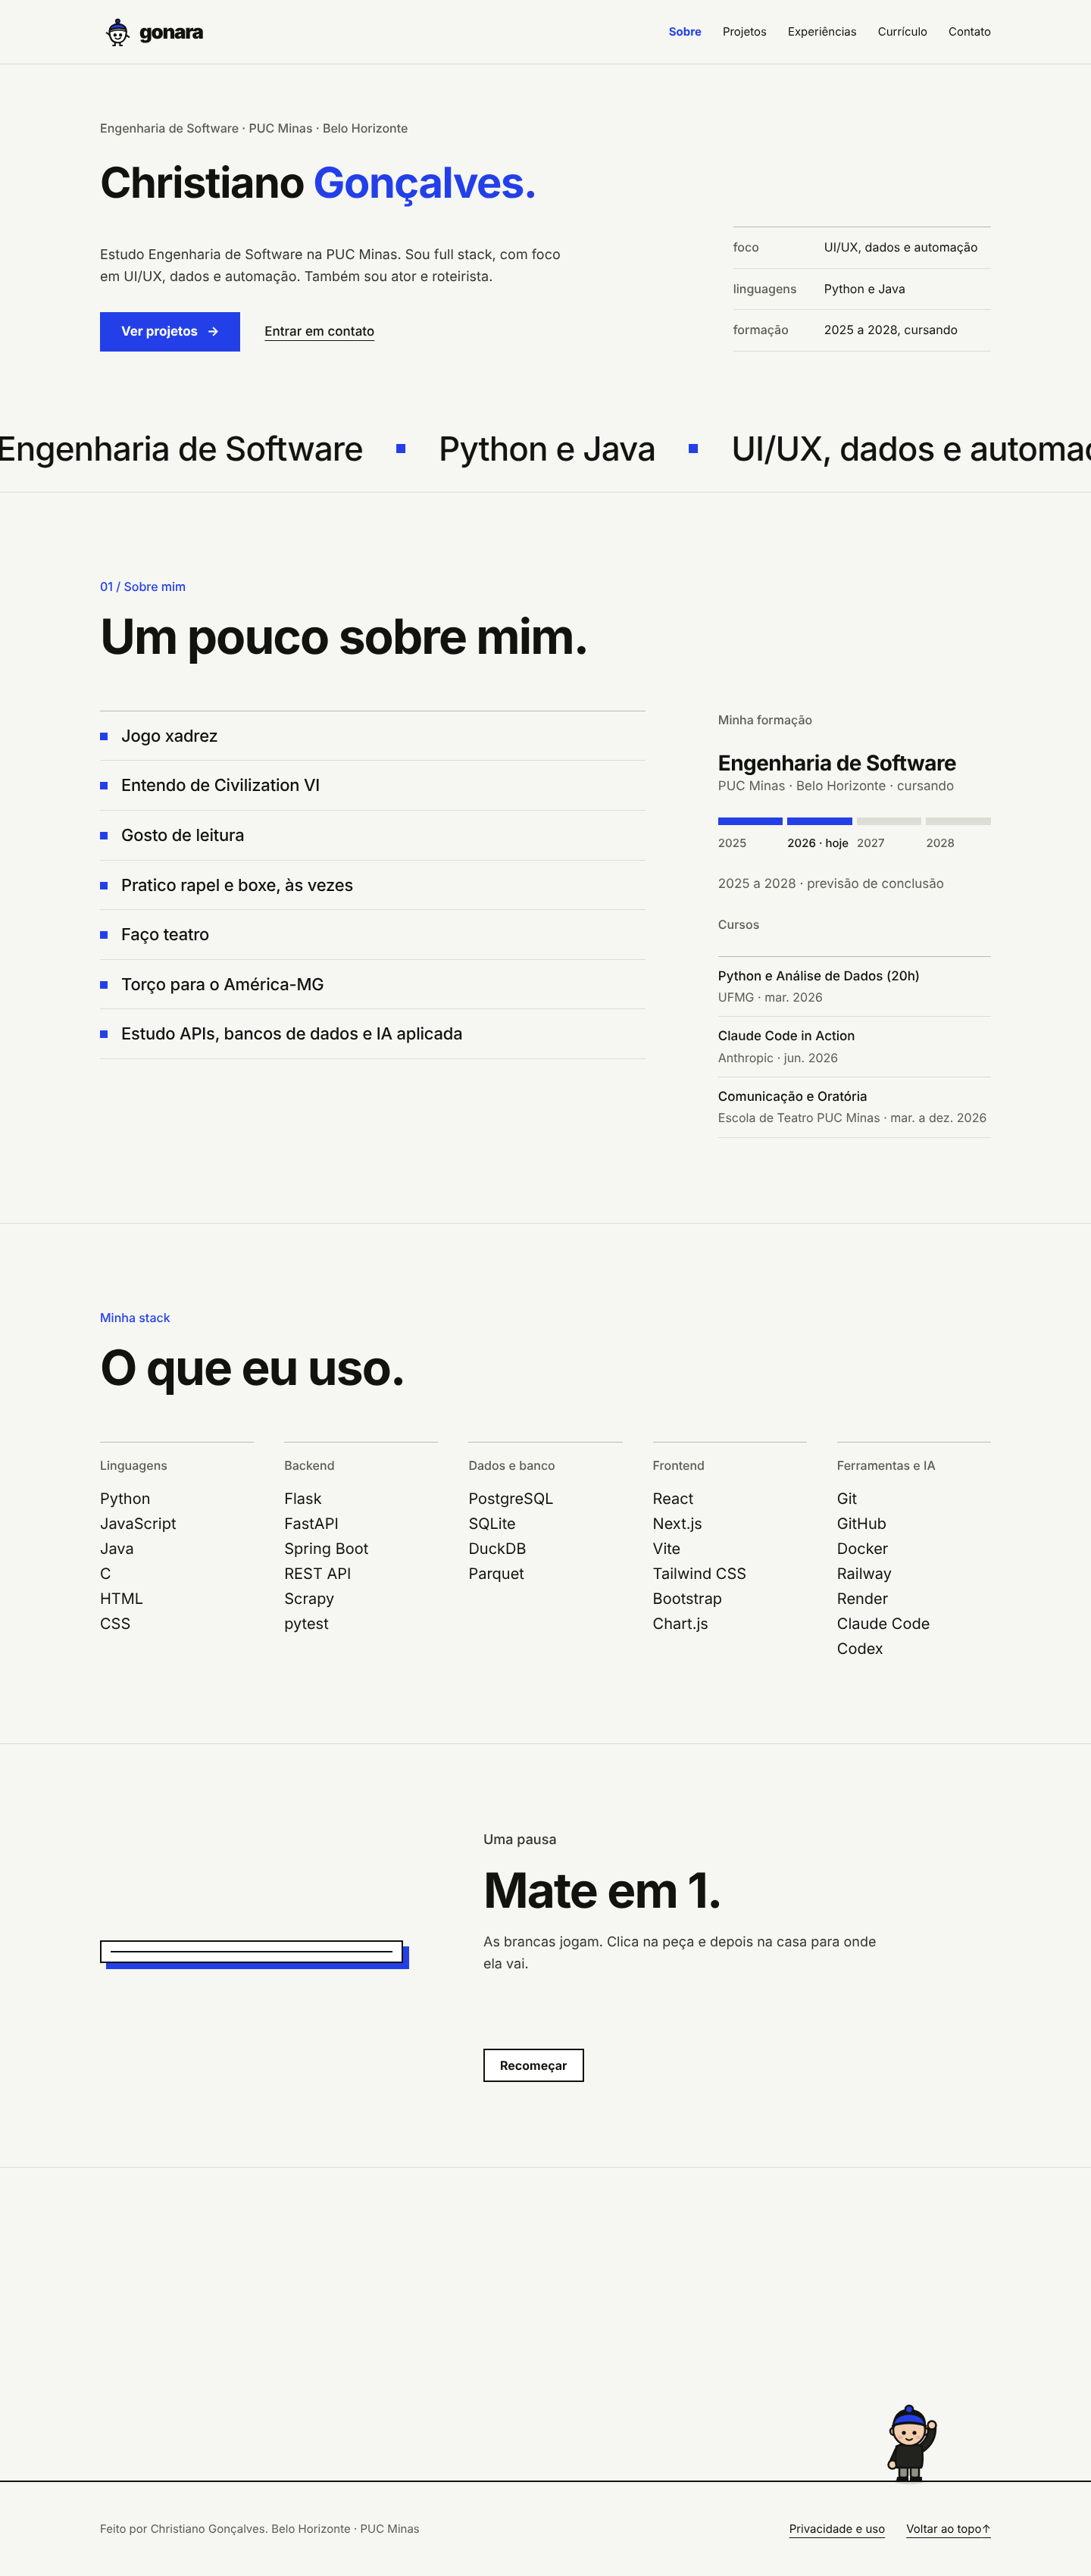 gonara
Sobre Projetos Experiências Currículo Contato
Engenharia de Software · PUC Minas · Belo Horizonte
Christiano Gonçalves.
Estudo Engenharia de Software na PUC Minas. Sou full stack, com foco
em UI/UX, dados e automação. Também sou ator e roteirista.
Ver projetos →
Entrar em contato
foco UI/UX, dados e automação
linguagens Python e Java
formação 2025 a 2028, cursando
Engenharia de Software ▪ Python e Java ▪ UI/UX, dados e automaç
01 / Sobre mim
Um pouco sobre mim.
Jogo xadrez
Entendo de Civilization VI
Gosto de leitura
Pratico rapel e boxe, às vezes
Faço teatro
Torço para o América-MG
Estudo APIs, bancos de dados e IA aplicada
Minha formação
Engenharia de Software
PUC Minas · Belo Horizonte · cursando
2025 2026 · hoje 2027 2028
2025 a 2028 · previsão de conclusão
Cursos
Python e Análise de Dados (20h)
UFMG · mar. 2026
Claude Code in Action
Anthropic · jun. 2026
Comunicação e Oratória
Escola de Teatro PUC Minas · mar. a dez. 2026
Minha stack
O que eu uso.
Linguagens
Python
JavaScript
Java
C
HTML
CSS
Backend
Flask
FastAPI
Spring Boot
REST API
Scrapy
pytest
Dados e banco
PostgreSQL
SQLite
DuckDB
Parquet
Frontend
React
Next.js
Vite
Tailwind CSS
Bootstrap
Chart.js
Ferramentas e IA
Git
GitHub
Docker
Railway
Render
Claude Code
Codex
Uma pausa
Mate em 1.
As brancas jogam. Clica na peça e depois na casa para onde
ela vai.
Recomeçar
Feito por Christiano Gonçalves. Belo Horizonte · PUC Minas
Privacidade e uso Voltar ao topo↑